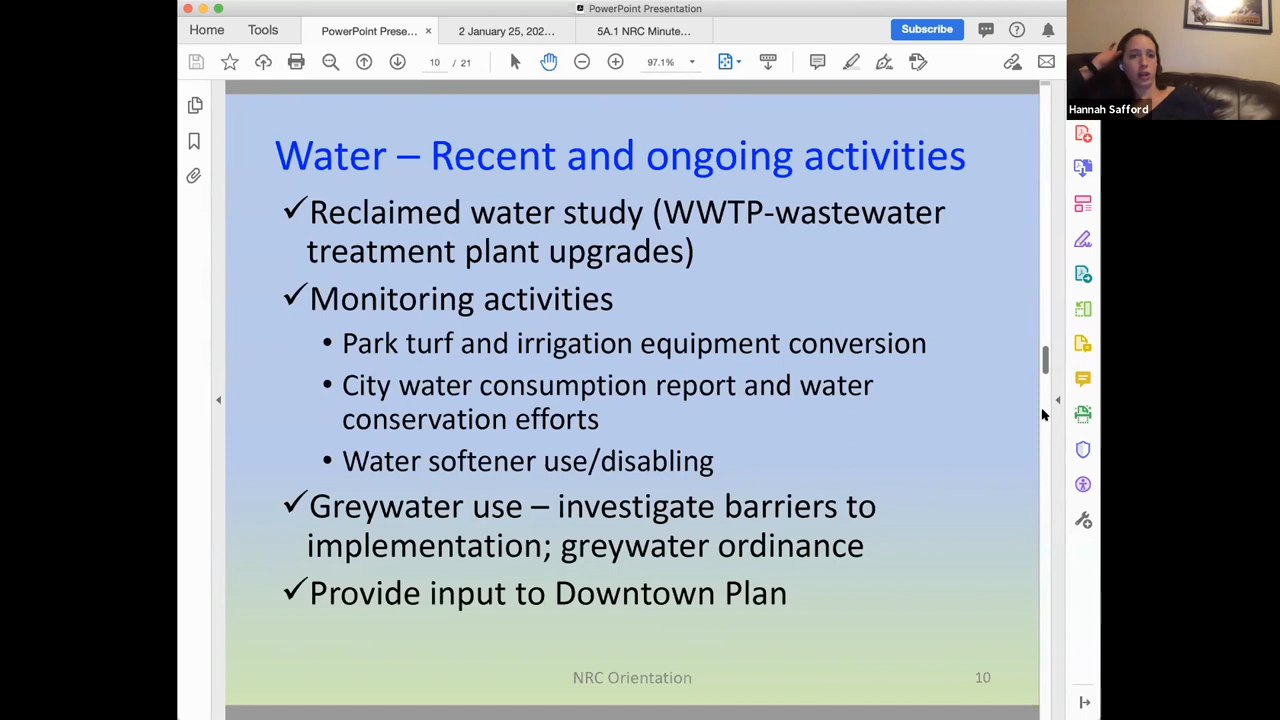 PowerPoint Presentation
Home Tools PowerPoint Prese... × 2 January 25, 202... 5A.1 NRC Minute... Subscribe
10 / 21 97.1%
Hannah Safford
Water – Recent and ongoing activities
✓Reclaimed water study (WWTP-wastewater
treatment plant upgrades)
✓Monitoring activities
• Park turf and irrigation equipment conversion
• City water consumption report and water
conservation efforts
• Water softener use/disabling
✓Greywater use – investigate barriers to
implementation; greywater ordinance
✓Provide input to Downtown Plan
NRC Orientation 10